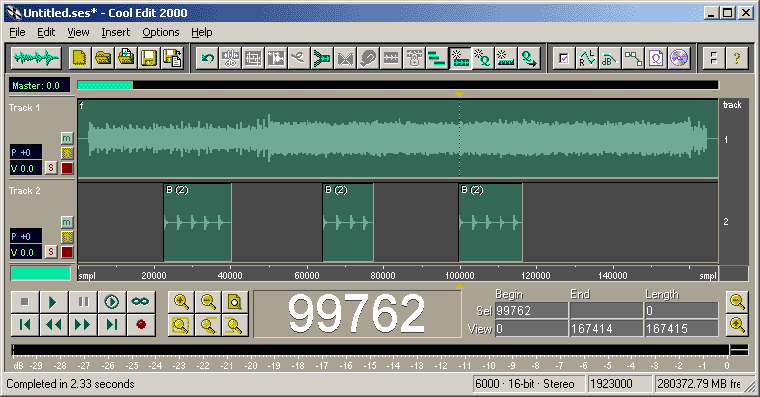 Untitled.ses* - Cool Edit 2000
File Edit View Insert Options Help
Master: 0.0
Track 1
f
track
m
1
P +0
V 0.0 S
Track 2
B (2) B (2) B (2)
m
2
P +0
V 0.0 S
smpl 20000 40000 60000 80000 100000 120000 140000 smpl
99762
Begin End Length
Sel 99762 0
View 0 167414 167415
dB -29 -28 -27 -26 -25 -24 -23 -22 -21 -20 -19 -18 -17 -16 -15 -14 -13 -12 -11 -10 -9 -8 -7 -6 -5 -4 -3 -2 -1 0
Completed in 2.33 seconds 6000 · 16-bit · Stereo 1923000 280372.79 MB fre